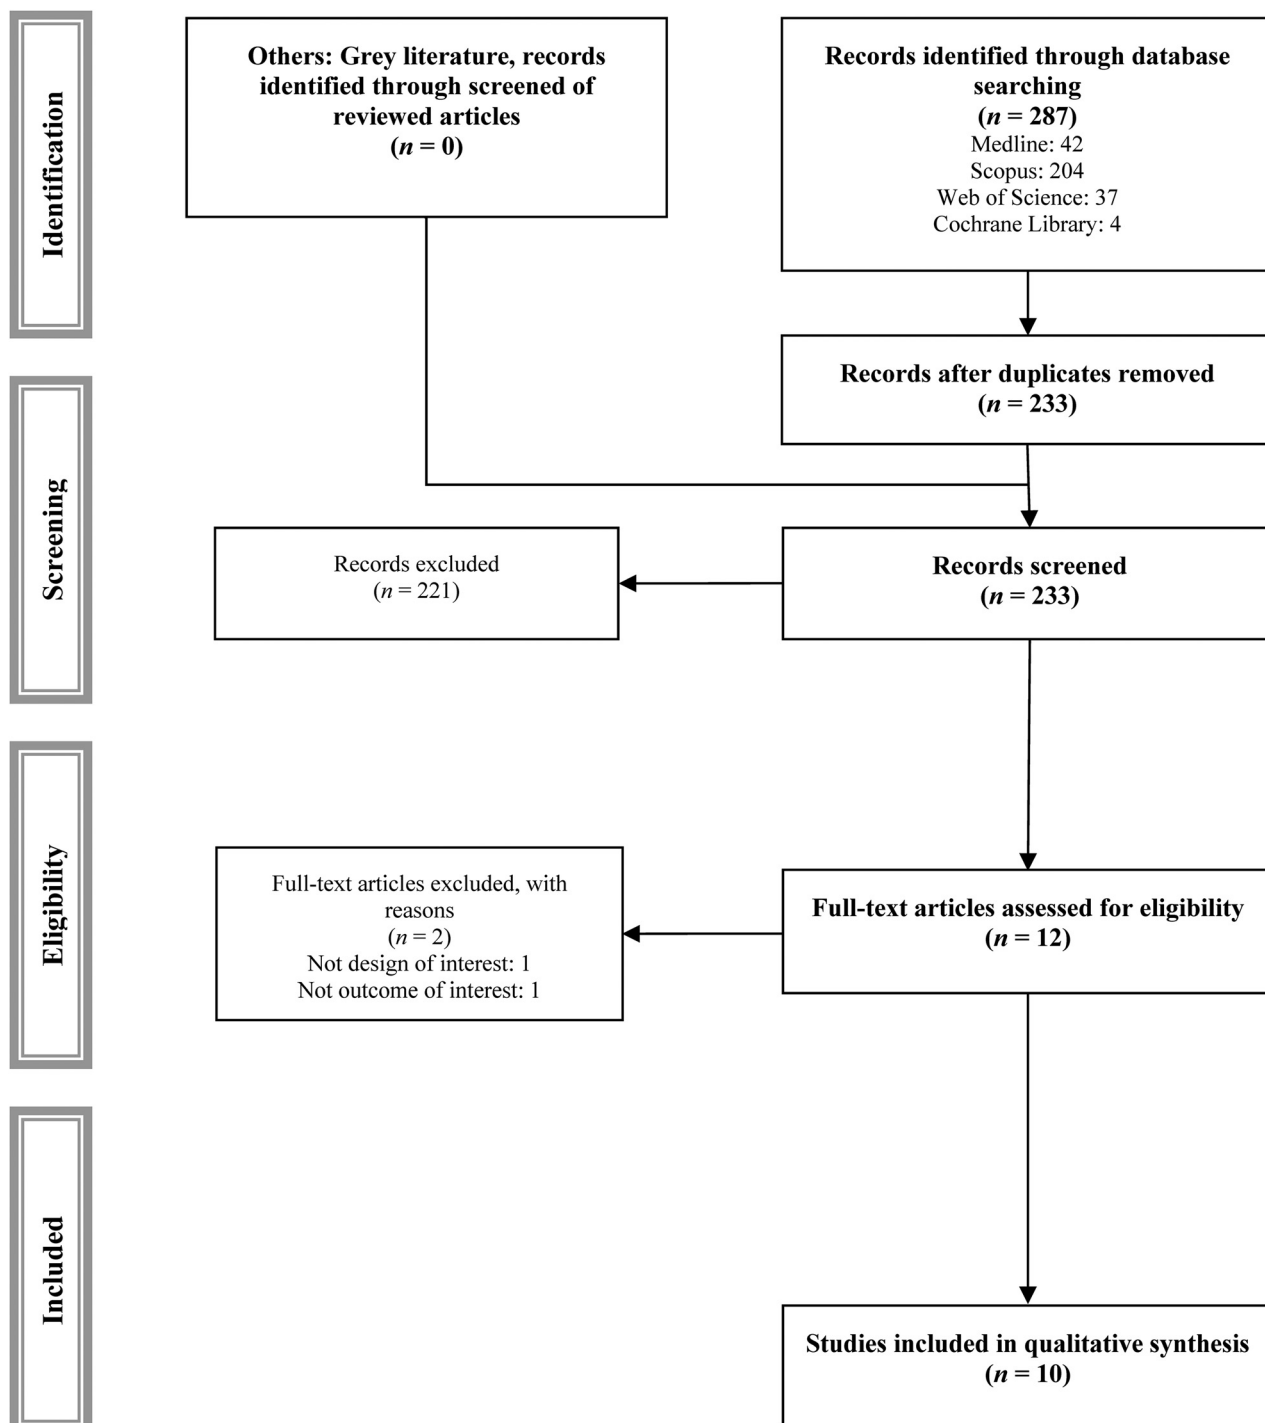 Identification
Others: Grey literature, records
identified through screened of
reviewed articles
(n = 0)
Records identified through database
searching
(n = 287)
Medline: 42
Scopus: 204
Web of Science: 37
Cochrane Library: 4
Records after duplicates removed
(n = 233)
Screening
Records excluded
(n = 221)
Records screened
(n = 233)
Eligibility
Full-text articles excluded, with
reasons
(n = 2)
Not design of interest: 1
Not outcome of interest: 1
Full-text articles assessed for eligibility
(n = 12)
Included
Studies included in qualitative synthesis
(n = 10)